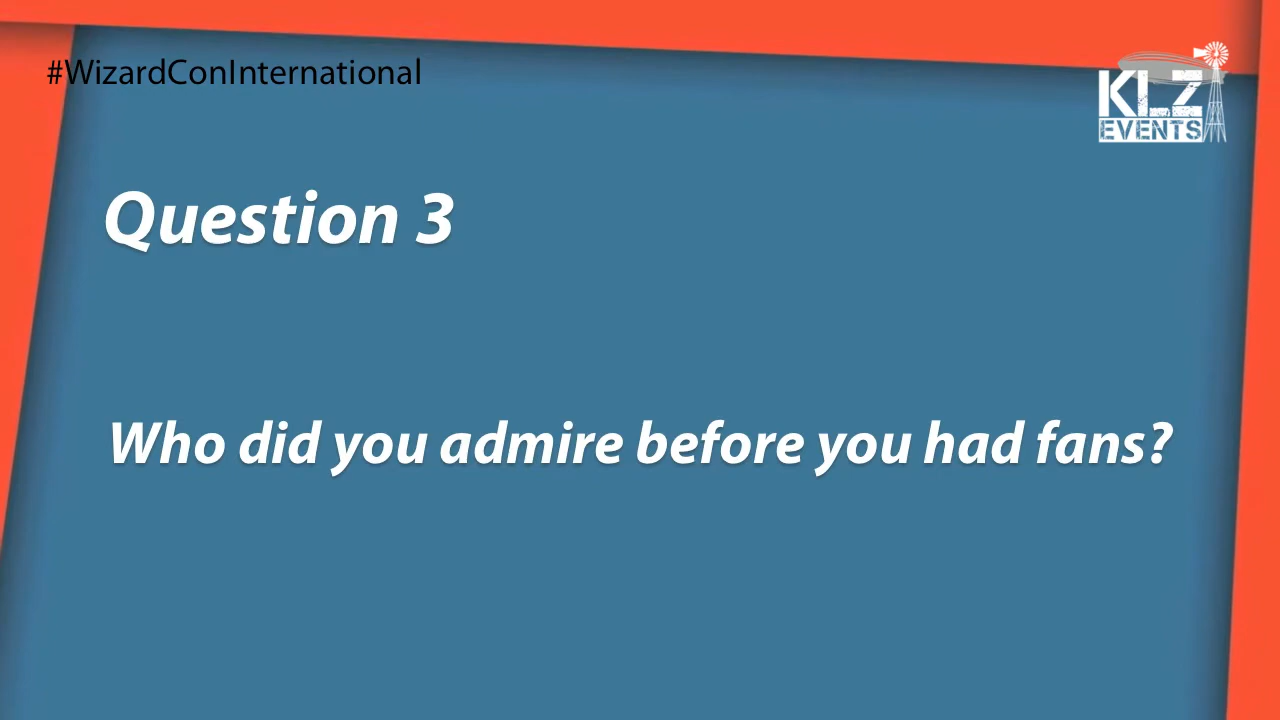 #WizardConInternational
KLZ
EVENTS
Question 3
Who did you admire before you had fans?